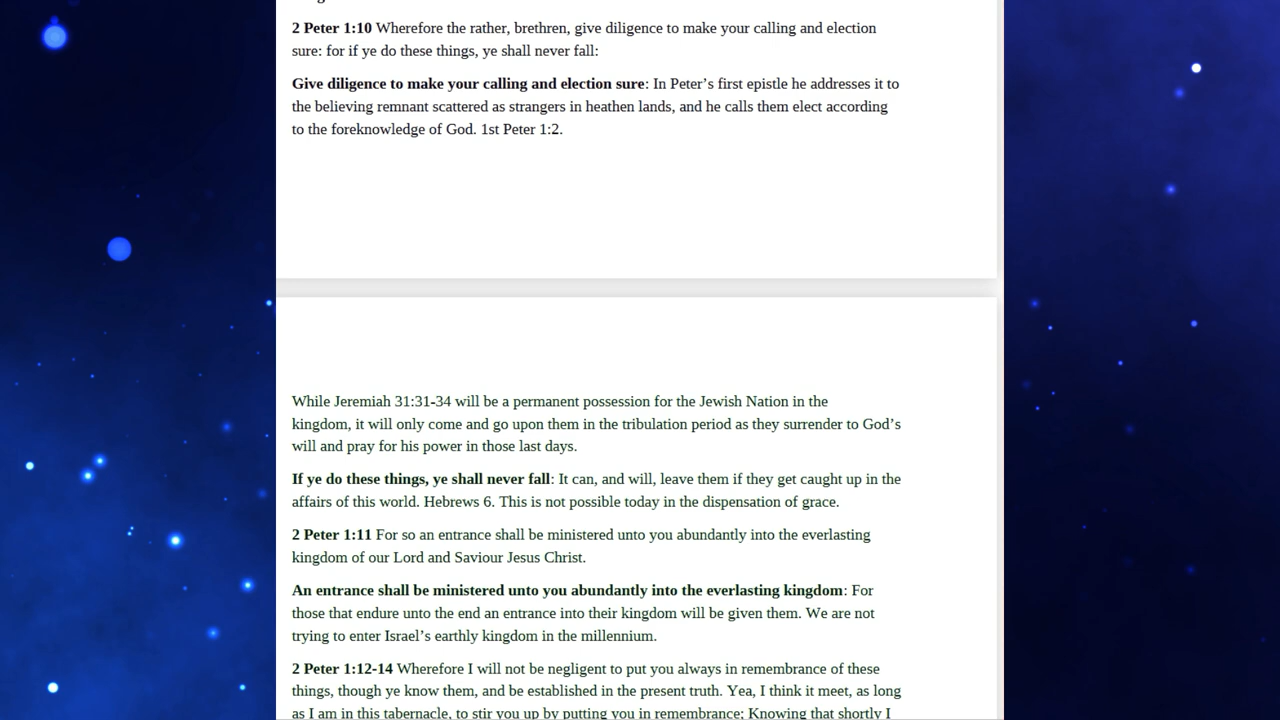 2 Peter 1:10 Wherefore the rather, brethren, give diligence to make your calling and election
sure: for if ye do these things, ye shall never fall:
Give diligence to make your calling and election sure: In Peter’s first epistle he addresses it to
the believing remnant scattered as strangers in heathen lands, and he calls them elect according
to the foreknowledge of God. 1st Peter 1:2.
While Jeremiah 31:31-34 will be a permanent possession for the Jewish Nation in the
kingdom, it will only come and go upon them in the tribulation period as they surrender to God’s
will and pray for his power in those last days.
If ye do these things, ye shall never fall: It can, and will, leave them if they get caught up in the
affairs of this world. Hebrews 6. This is not possible today in the dispensation of grace.
2 Peter 1:11 For so an entrance shall be ministered unto you abundantly into the everlasting
kingdom of our Lord and Saviour Jesus Christ.
An entrance shall be ministered unto you abundantly into the everlasting kingdom: For
those that endure unto the end an entrance into their kingdom will be given them. We are not
trying to enter Israel’s earthly kingdom in the millennium.
2 Peter 1:12-14 Wherefore I will not be negligent to put you always in remembrance of these
things, though ye know them, and be established in the present truth. Yea, I think it meet, as long
as I am in this tabernacle, to stir you up by putting you in remembrance; Knowing that shortly I